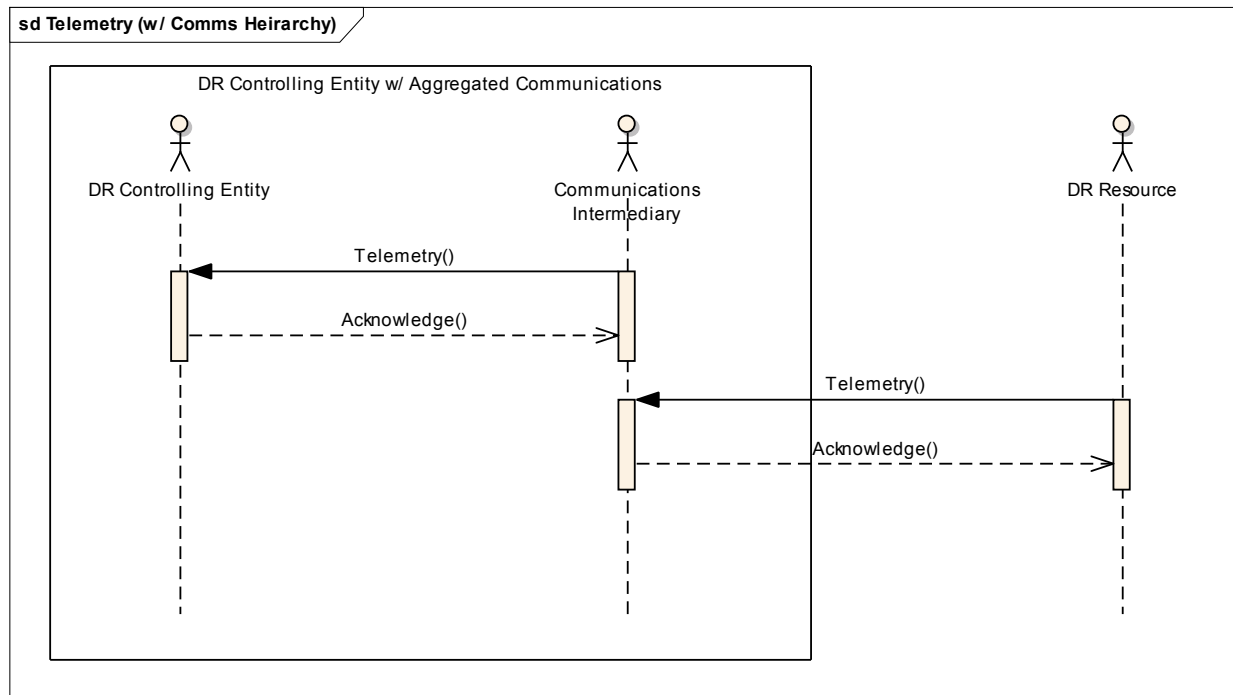 sd Telemetry (w/ Comms Heirarchy)
DR Controlling Entity w/ Aggregated Communications
DR Controlling Entity
Communications
Intermediary
DR Resource
Telemetry()
Acknowledge()
Telemetry()
Acknowledge()